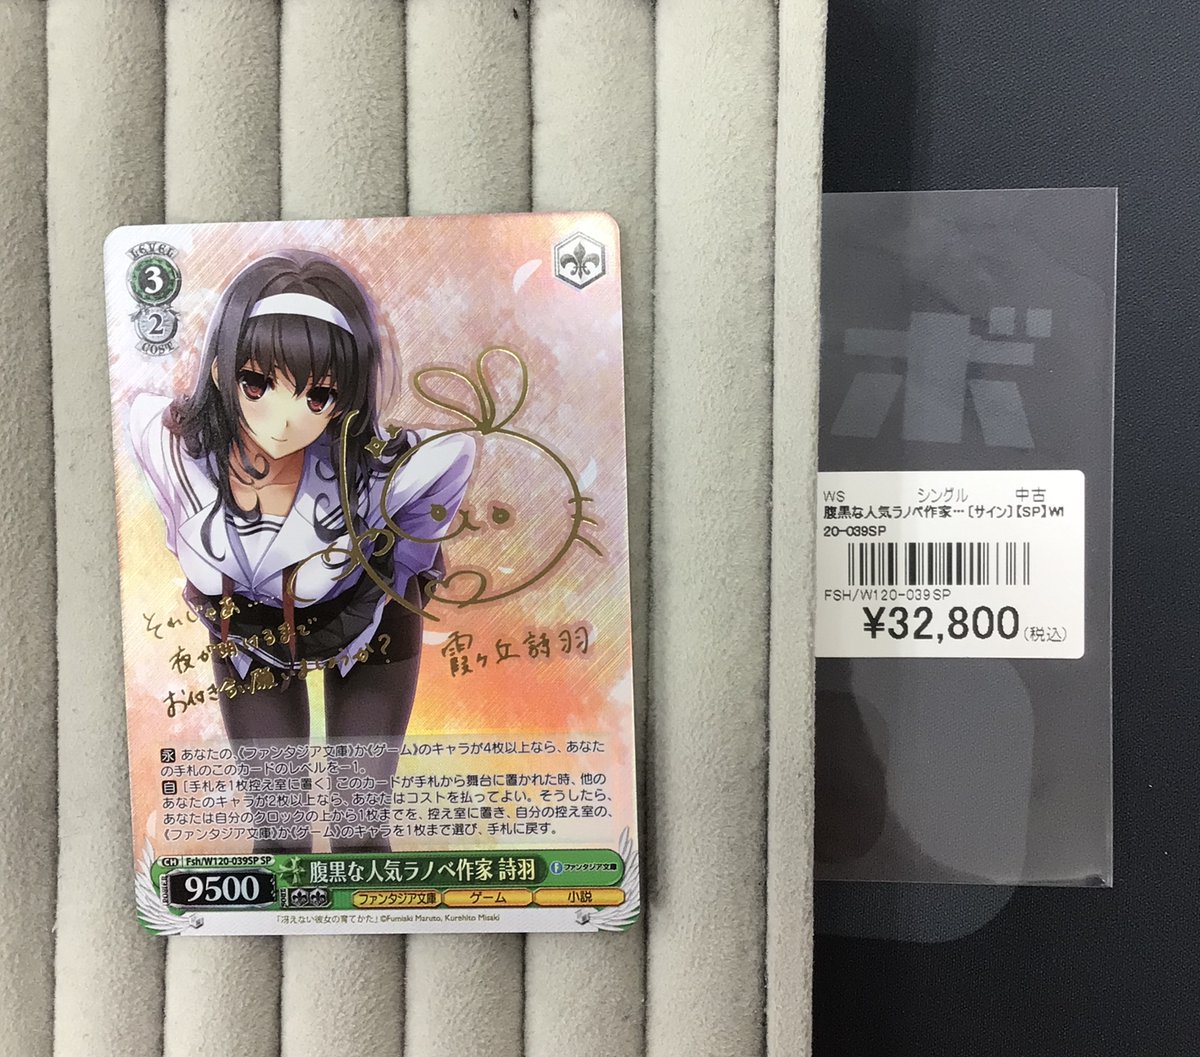 LEVEL
3
2
COST
それじゃあ……
夜が明けるまで
お付き合い願いましょうか?
霞ヶ丘詩羽
永 あなたの、《ファンタジア文庫》か《ゲーム》のキャラが4枚以上なら、あなた
の手札のこのカードのレベルを－1。
自 ［手札を1枚控え室に置く］ このカードが手札から舞台に置かれた時、他の
あなたのキャラが2枚以上なら、あなたはコストを払ってよい。そうしたら、
あなたは自分のクロックの上から1枚までを、控え室に置き、自分の控え室の、
《ファンタジア文庫》か《ゲーム》のキャラを1枚まで選び、手札に戻す。
CH Fsh/W120-039SP SP
腹黒な人気ラノベ作家 詩羽
F ファンタジア文庫
POWER 9500 SOUL
ファンタジア文庫 ゲーム 小説
「冴えない彼女の育てかた」 ©Fumiaki Maruto, Kurehito Misaki
ボ
WS シングル 中古
腹黒な人気ラノベ作家…〔サイン〕【SP】W1
20-039SP
FSH/W120-039SP
¥32,800(税込)